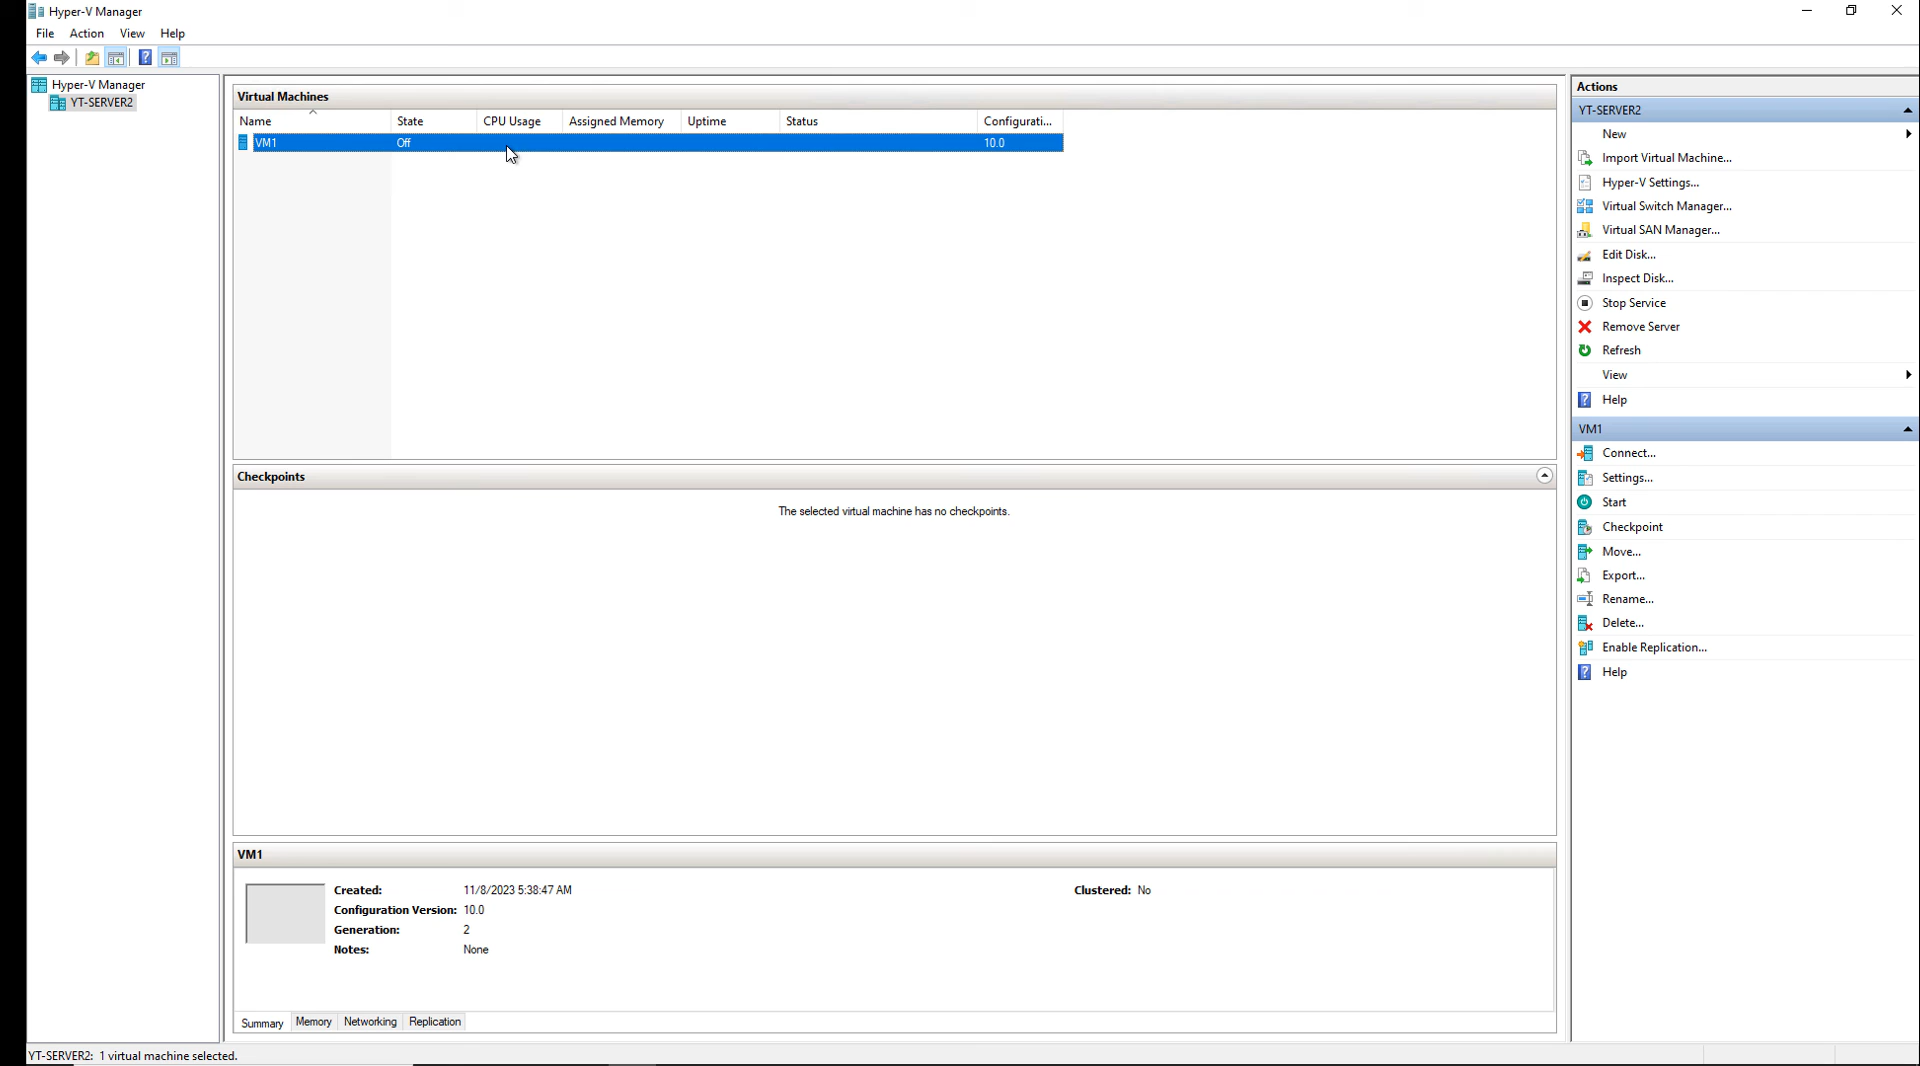 Hyper-V Manager
File Action View Help
Hyper-V Manager
YT-SERVER2
Virtual Machines
Name State CPU Usage Assigned Memory Uptime Status Configurati...
VM1 Off 10.0
Checkpoints
The selected virtual machine has no checkpoints.
VM1
Created: 11/8/2023 5:38:47 AM Clustered: No
Configuration Version: 10.0
Generation: 2
Notes: None
Summary Memory Networking Replication
Actions
YT-SERVER2
New
Import Virtual Machine...
Hyper-V Settings...
Virtual Switch Manager...
Virtual SAN Manager...
Edit Disk...
Inspect Disk...
Stop Service
Remove Server
Refresh
View
Help
VM1
Connect...
Settings...
Start
Checkpoint
Move...
Export...
Rename...
Delete...
Enable Replication...
Help
YT-SERVER2: 1 virtual machine selected.